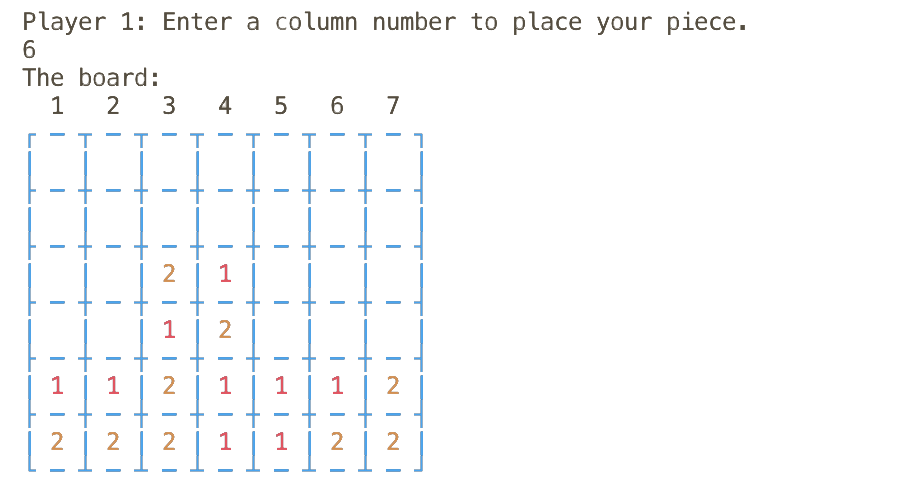 Player 1: Enter a column number to place your piece.
6
The board:
1 2 3 4 5 6 7
2 1
1 2
1 1 2 1 1 1 2
2 2 2 1 1 2 2